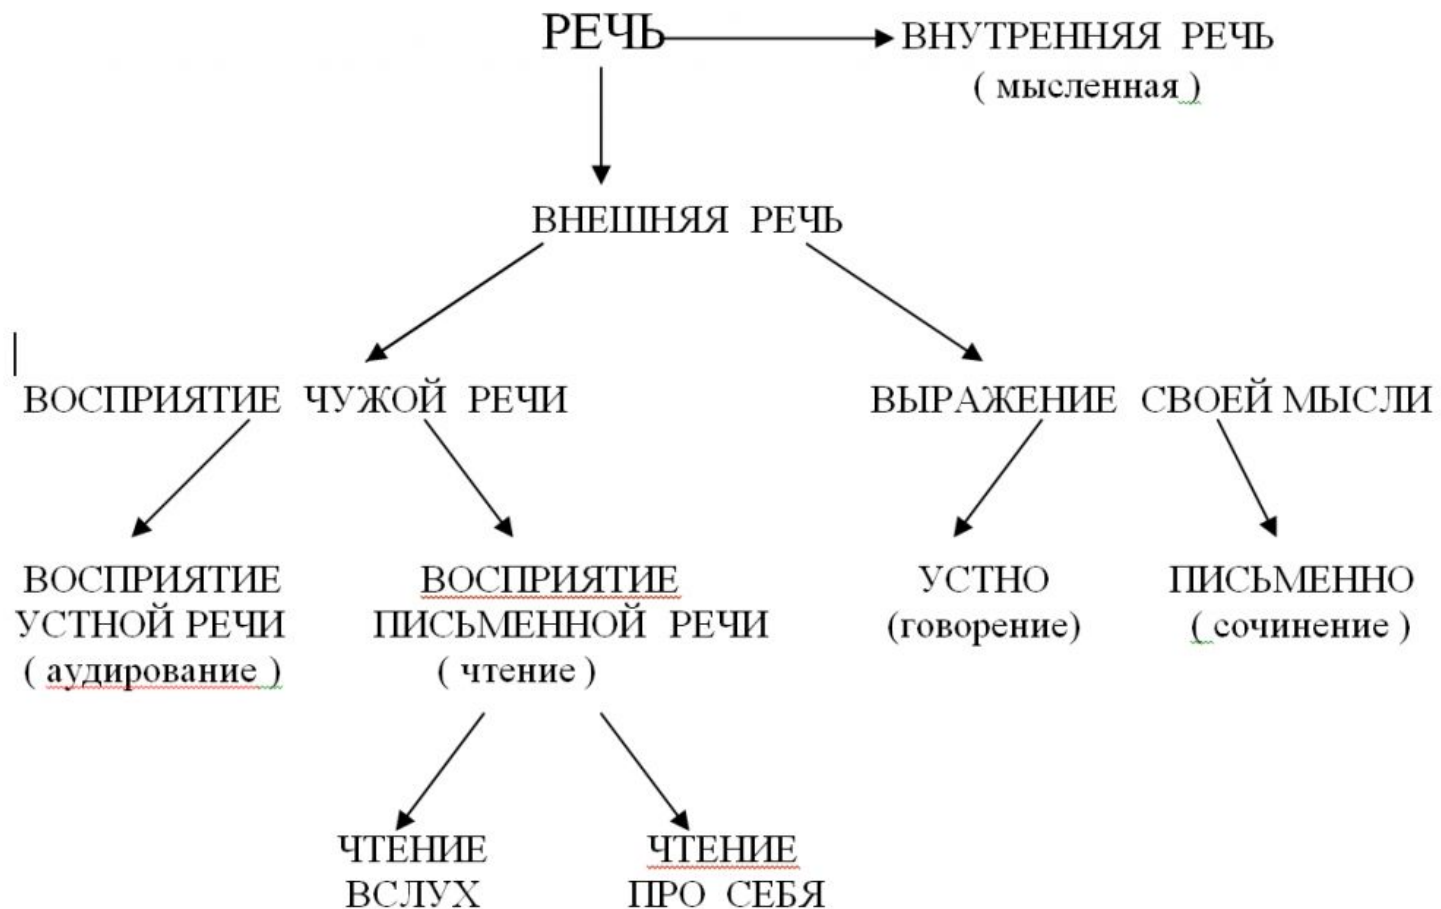 РЕЧЬ
ВНУТРЕННЯЯ РЕЧЬ
( мысленная )
ВНЕШНЯЯ РЕЧЬ
ВОСПРИЯТИЕ ЧУЖОЙ РЕЧИ
ВЫРАЖЕНИЕ СВОЕЙ МЫСЛИ
ВОСПРИЯТИЕ
УСТНОЙ РЕЧИ
( аудирование )
ВОСПРИЯТИЕ
ПИСЬМЕННОЙ РЕЧИ
( чтение )
УСТНО
(говорение)
ПИСЬМЕННО
( сочинение )
ЧТЕНИЕ
ВСЛУХ
ЧТЕНИЕ
ПРО СЕБЯ